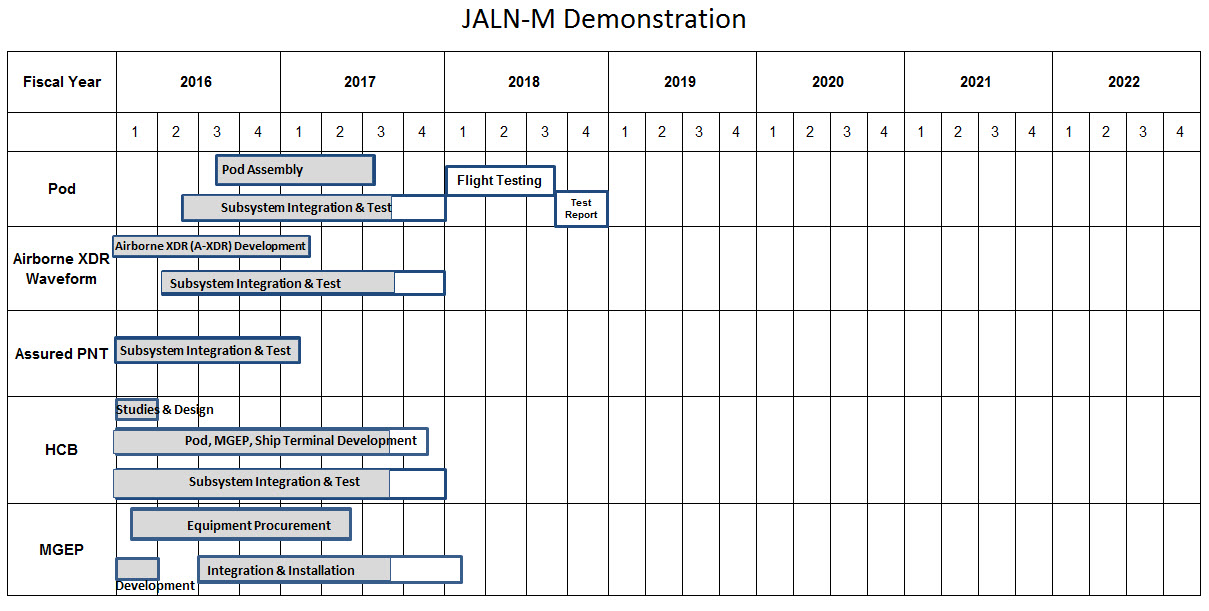 JALN-M Demonstration
Fiscal Year 2016 2017 2018 2019 2020 2021 2022
1 2 3 4 1 2 3 4 1 2 3 4 1 2 3 4 1 2 3 4 1 2 3 4 1 2 3 4
Pod
Pod Assembly
Flight Testing
Subsystem Integration & Test
Test
Report
Airborne XDR
Waveform
Airborne XDR (A-XDR) Development
Subsystem Integration & Test
Assured PNT
Subsystem Integration & Test
HCB
Studies & Design
Pod, MGEP, Ship Terminal Development
Subsystem Integration & Test
MGEP
Equipment Procurement
Integration & Installation
Development